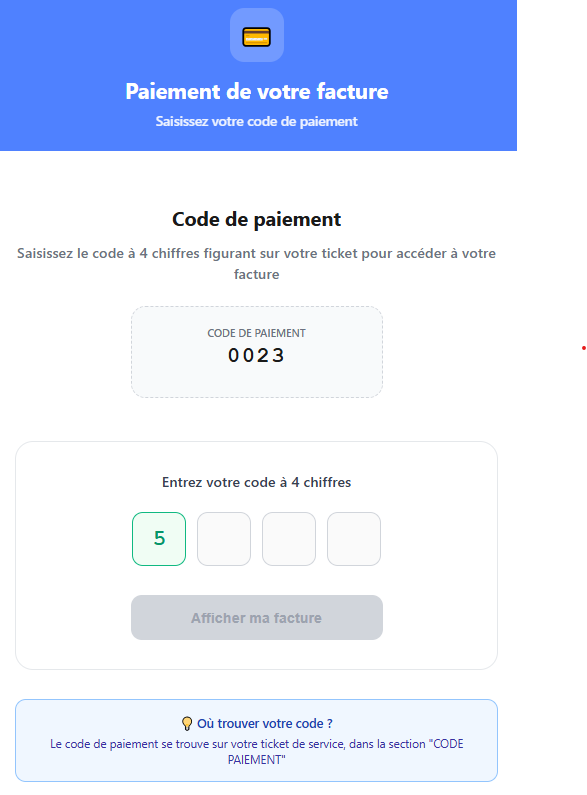 Paiement de votre facture
Saisissez votre code de paiement
Code de paiement
Saisissez le code à 4 chiffres figurant sur votre ticket pour accéder à votre
facture
CODE DE PAIEMENT
0023
Entrez votre code à 4 chiffres
5
Afficher ma facture
Où trouver votre code ?
Le code de paiement se trouve sur votre ticket de service, dans la section "CODE
PAIEMENT"